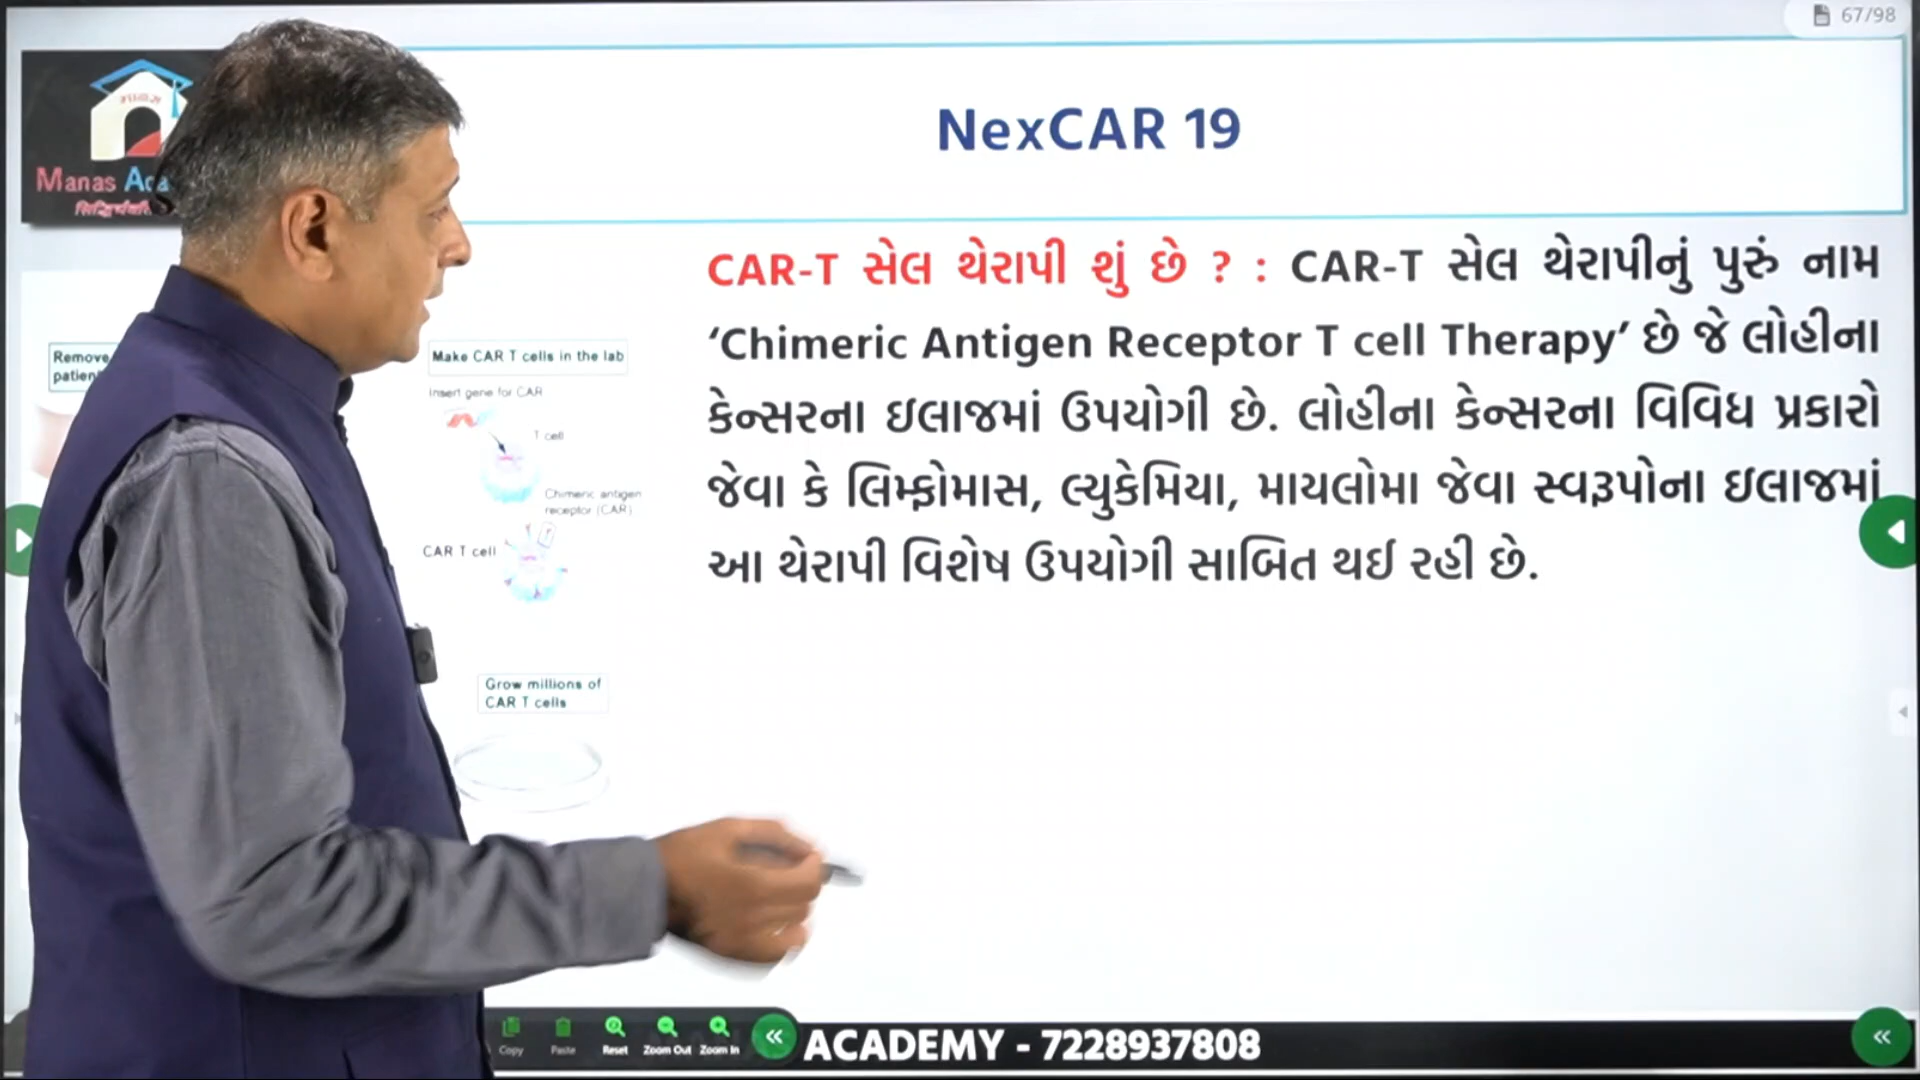 67/98
NexCAR 19
Manas
CAR-T સેલ થેરાપી શું છે ? : CAR-T સેલ થેરાપીનું પુરું નામ
‘Chimeric Antigen Receptor T cell Therapy’ છે જે લોહીના
કેન્સરના ઇલાજમાં ઉપયોગી છે. લોહીના કેન્સરના વિવિધ પ્રકારો
જેવા કે લિમ્ફોમાસ, લ્યુકેમિયા, માયલોમા જેવા સ્વરૂપોના ઇલાજમાં
આ થેરાપી વિશેષ ઉપયોગી સાબિત થઈ રહી છે.
Remove
Make CAR T cells in the lab
Insert gene for CAR
T cell
Chimeric antigen
receptor (CAR)
CAR T cell
Grow millions of
CAR T cells
Copy Paste Reset Zoom Out Zoom In
ACADEMY - 7228937808